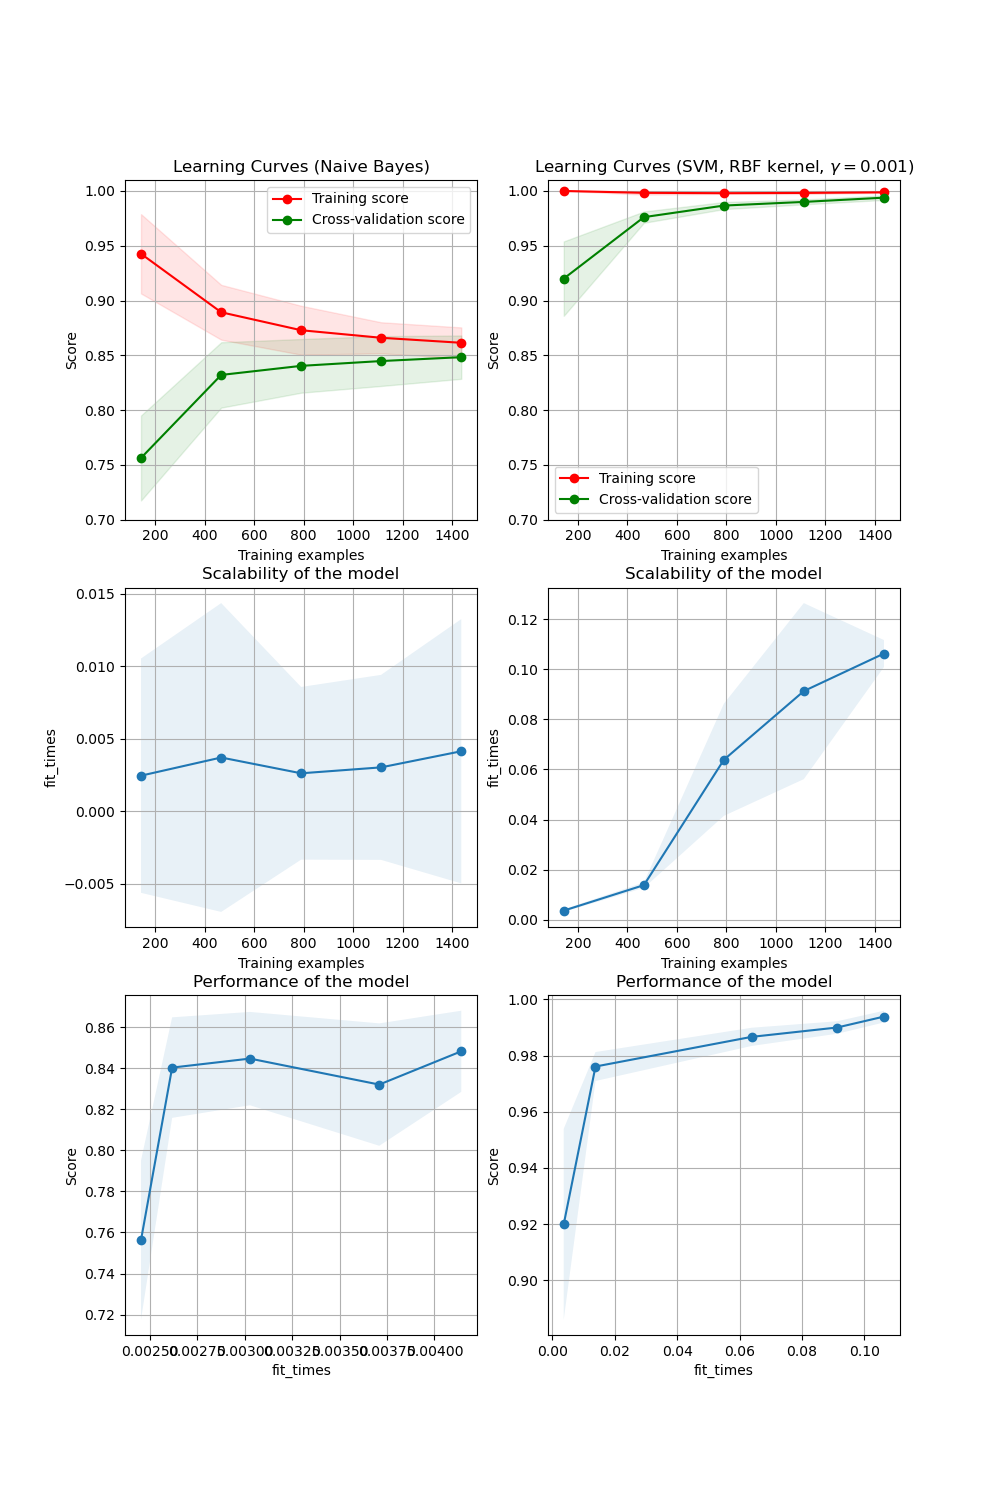 Learning Curves (Naive Bayes)
Score
1.00
0.95
0.90
0.85
0.80
0.75
0.70
Training score
Cross-validation score
200 400 600 800 1000 1200 1400
Training examples
Learning Curves (SVM, RBF kernel, γ = 0.001)
Score
1.00
0.95
0.90
0.85
0.80
0.75
0.70
Training score
Cross-validation score
200 400 600 800 1000 1200 1400
Training examples
Scalability of the model
fit_times
0.015
0.010
0.005
0.000
−0.005
200 400 600 800 1000 1200 1400
Training examples
Scalability of the model
fit_times
0.12
0.10
0.08
0.06
0.04
0.02
0.00
200 400 600 800 1000 1200 1400
Training examples
Performance of the model
Score
0.86
0.84
0.82
0.80
0.78
0.76
0.74
0.72
0.00250 0.00275 0.00300 0.00325 0.00350 0.00375 0.00400
fit_times
Performance of the model
Score
1.00
0.98
0.96
0.94
0.92
0.90
0.00 0.02 0.04 0.06 0.08 0.10
fit_times